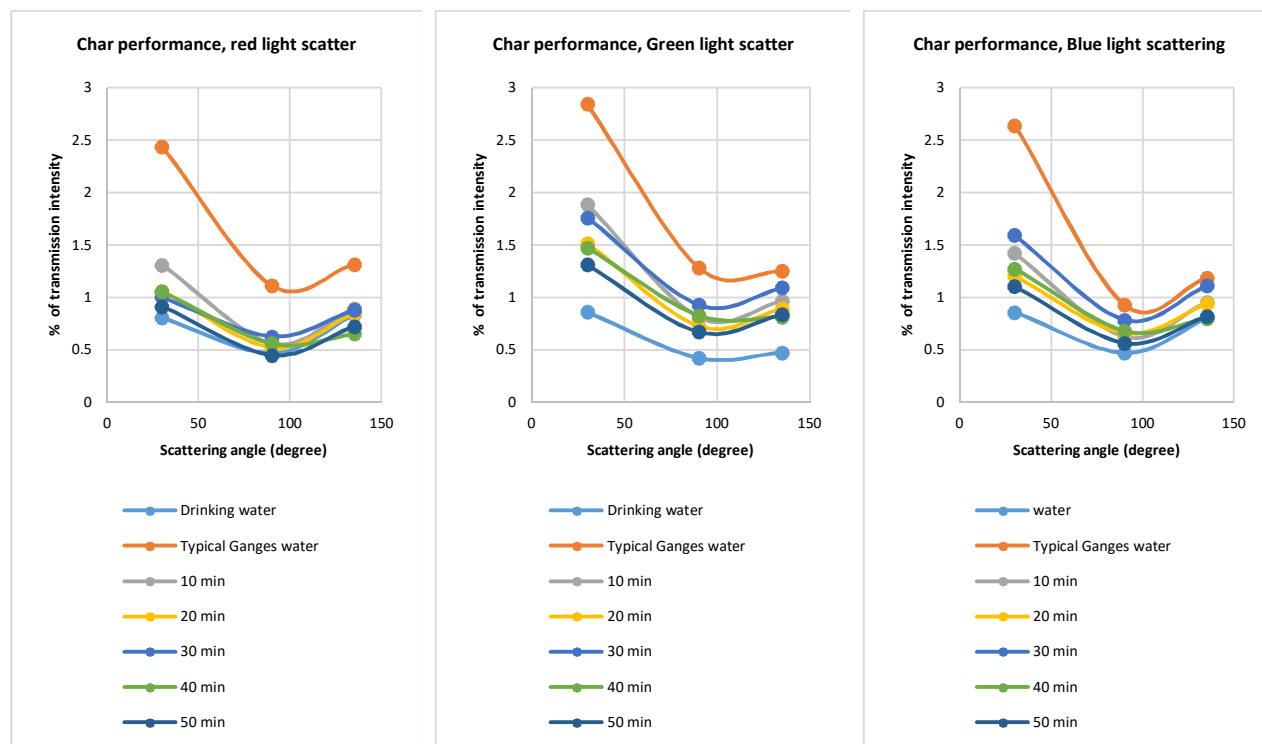 Char performance, red light scatter
% of transmission intensity
3
2.5
2
1.5
1
0.5
0
0
50
100
150
Scattering angle (degree)
Drinking water
Typical Ganges water
10 min
20 min
30 min
40 min
50 min
Char performance, Green light scatter
% of transmission intensity
3
2.5
2
1.5
1
0.5
0
0
50
100
150
Scattering angle (degree)
Drinking water
Typical Ganges water
10 min
20 min
30 min
40 min
50 min
Char performance, Blue light scattering
% of transmission intensity
3
2.5
2
1.5
1
0.5
0
0
50
100
150
Scattering angle (degree)
water
Typical Ganges water
10 min
20 min
30 min
40 min
50 min